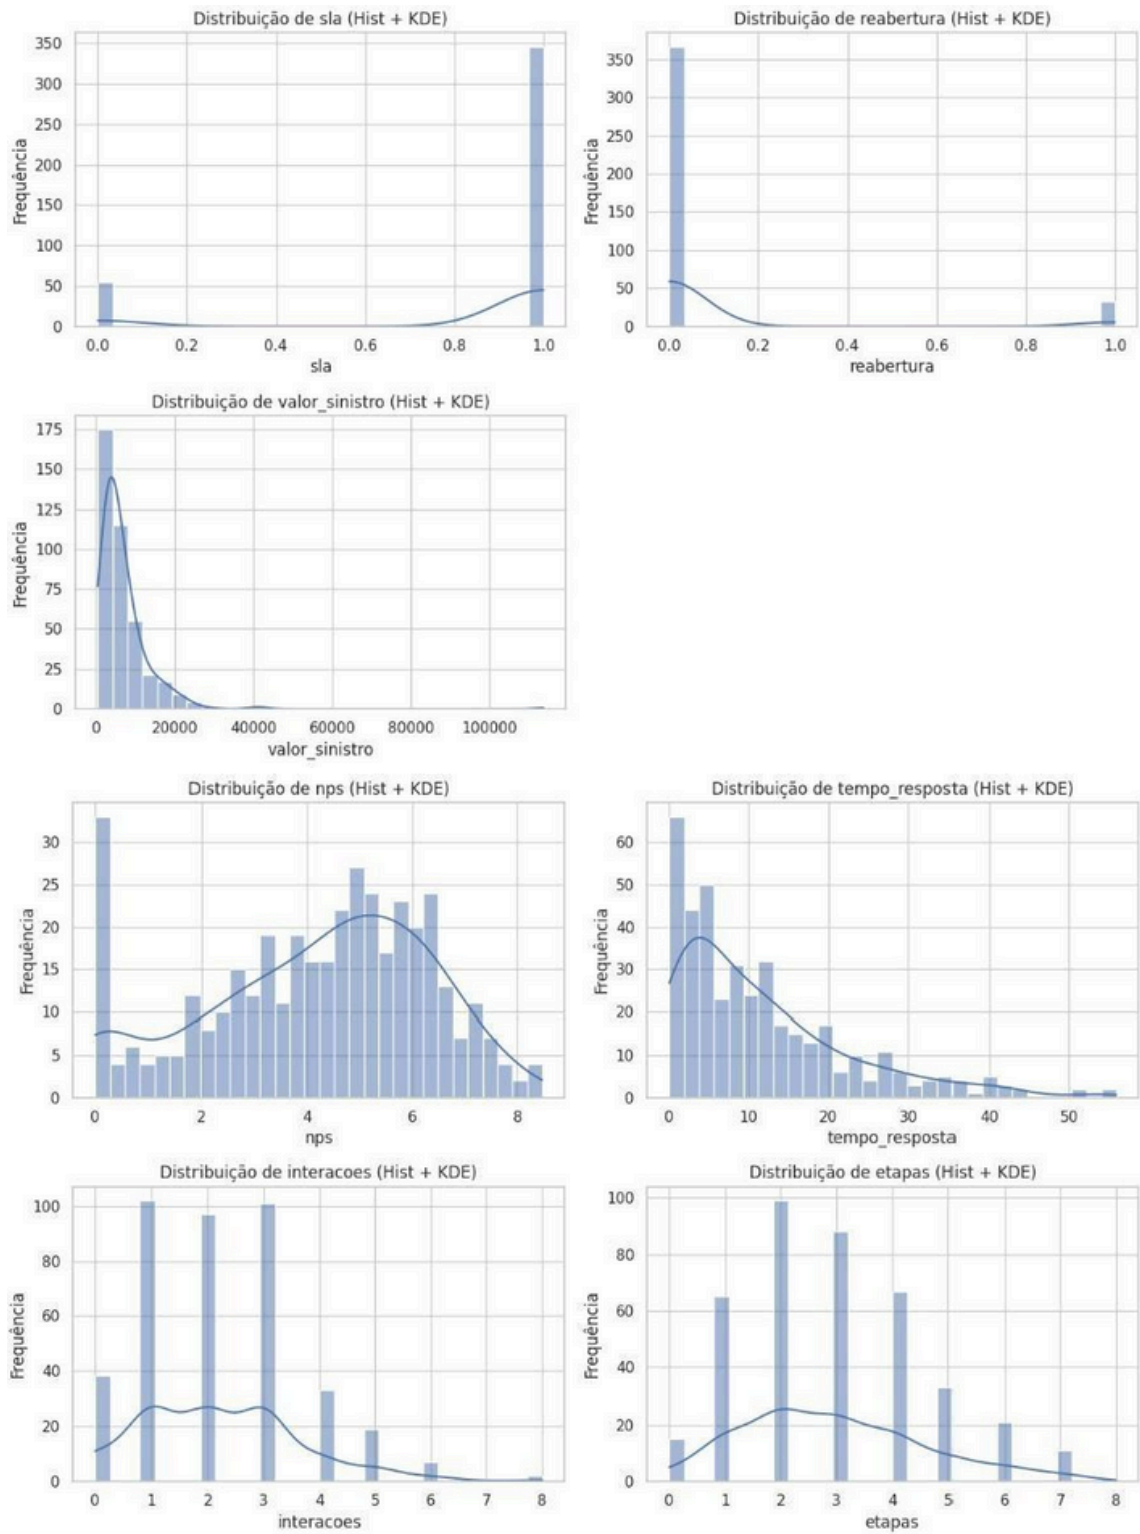 Distribuição de sla (Hist + KDE)
350
300
250
200
150
100
50
0
Frequência
0.0 0.2 0.4 0.6 0.8 1.0
sla
Distribuição de reabertura (Hist + KDE)
350
300
250
200
150
100
50
0
Frequência
0.0 0.2 0.4 0.6 0.8 1.0
reabertura
Distribuição de valor_sinistro (Hist + KDE)
175
150
125
100
75
50
25
0
Frequência
0 20000 40000 60000 80000 100000
valor_sinistro
Distribuição de nps (Hist + KDE)
30
25
20
15
10
5
0
Frequência
0 2 4 6 8
nps
Distribuição de tempo_resposta (Hist + KDE)
60
50
40
30
20
10
0
Frequência
0 10 20 30 40 50
tempo_resposta
Distribuição de interacoes (Hist + KDE)
100
80
60
40
20
0
Frequência
0 1 2 3 4 5 6 7 8
interacoes
Distribuição de etapas (Hist + KDE)
100
80
60
40
20
0
Frequência
0 1 2 3 4 5 6 7 8
etapas